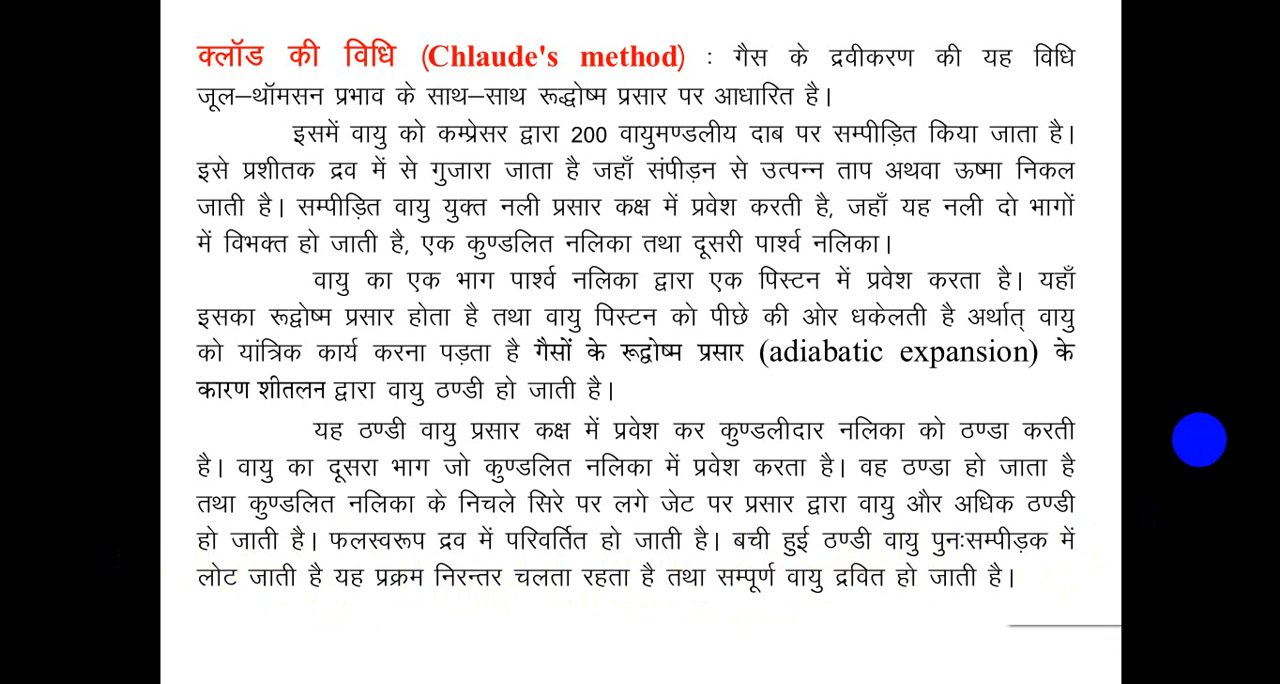 क्लॉड की विधि (Chlaude's method) : गैस के द्रवीकरण की यह विधि
जूल–थॉमसन प्रभाव के साथ–साथ रूद्धोष्म प्रसार पर आधारित है।
इसमें वायु को कम्प्रेसर द्वारा 200 वायुमण्डलीय दाब पर सम्पीड़ित किया जाता है।
इसे प्रशीतक द्रव में से गुजारा जाता है जहाँ संपीड़न से उत्पन्न ताप अथवा ऊष्मा निकल
जाती है। सम्पीड़ित वायु युक्त नली प्रसार कक्ष में प्रवेश करती है, जहाँ यह नली दो भागों
में विभक्त हो जाती है, एक कुण्डलित नलिका तथा दूसरी पार्श्व नलिका।
वायु का एक भाग पार्श्व नलिका द्वारा एक पिस्टन में प्रवेश करता है। यहाँ
इसका रूद्वोष्म प्रसार होता है तथा वायु पिस्टन को पीछे की ओर धकेलती है अर्थात् वायु
को यांत्रिक कार्य करना पड़ता है गैसों के रूद्वोष्म प्रसार (adiabatic expansion) के
कारण शीतलन द्वारा वायु ठण्डी हो जाती है।
यह ठण्डी वायु प्रसार कक्ष में प्रवेश कर कुण्डलीदार नलिका को ठण्डा करती
है। वायु का दूसरा भाग जो कुण्डलित नलिका में प्रवेश करता है। वह ठण्डा हो जाता है
तथा कुण्डलित नलिका के निचले सिरे पर लगे जेट पर प्रसार द्वारा वायु और अधिक ठण्डी
हो जाती है। फलस्वरूप द्रव में परिवर्तित हो जाती है। बची हुई ठण्डी वायु पुनःसम्पीड़क में
लोट जाती है यह प्रक्रम निरन्तर चलता रहता है तथा सम्पूर्ण वायु द्रवित हो जाती है।